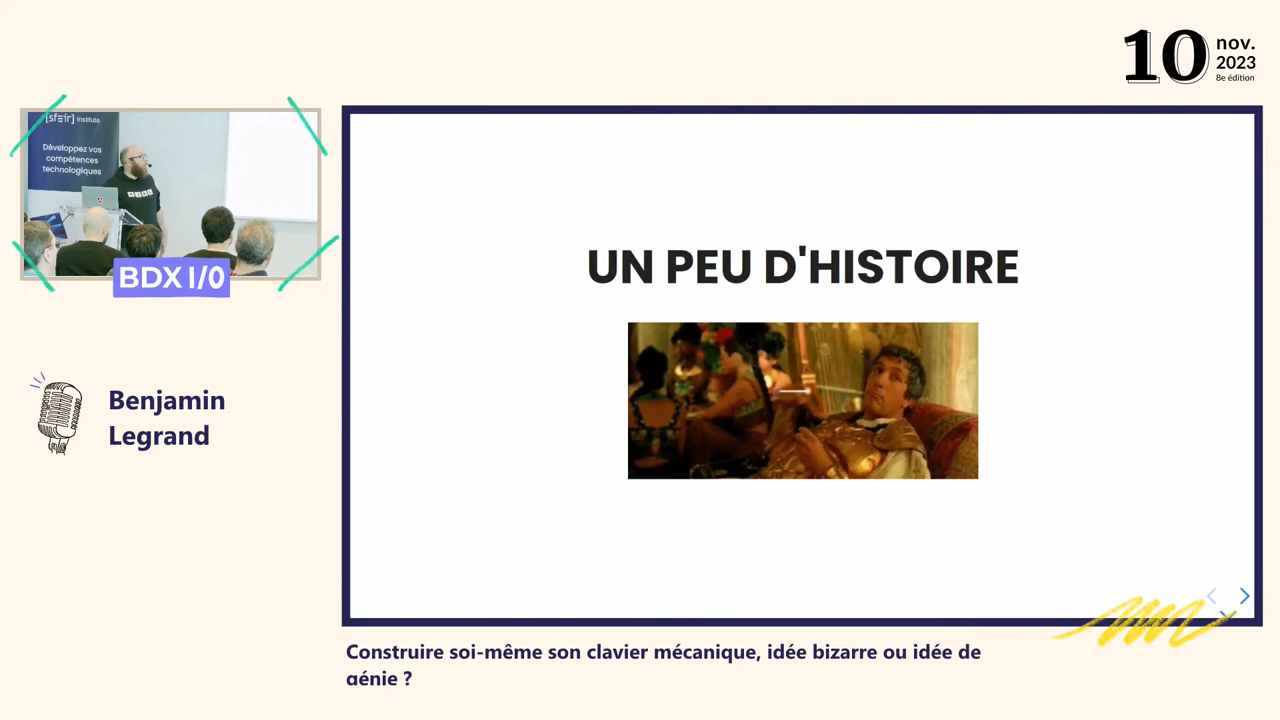 10 nov.
2023
8e édition
[sfeir] Institute
Développez vos
compétences
technologiques
BDX I/O
UN PEU D'HISTOIRE
Benjamin
Legrand
Construire soi-même son clavier mécanique, idée bizarre ou idée de
génie ?